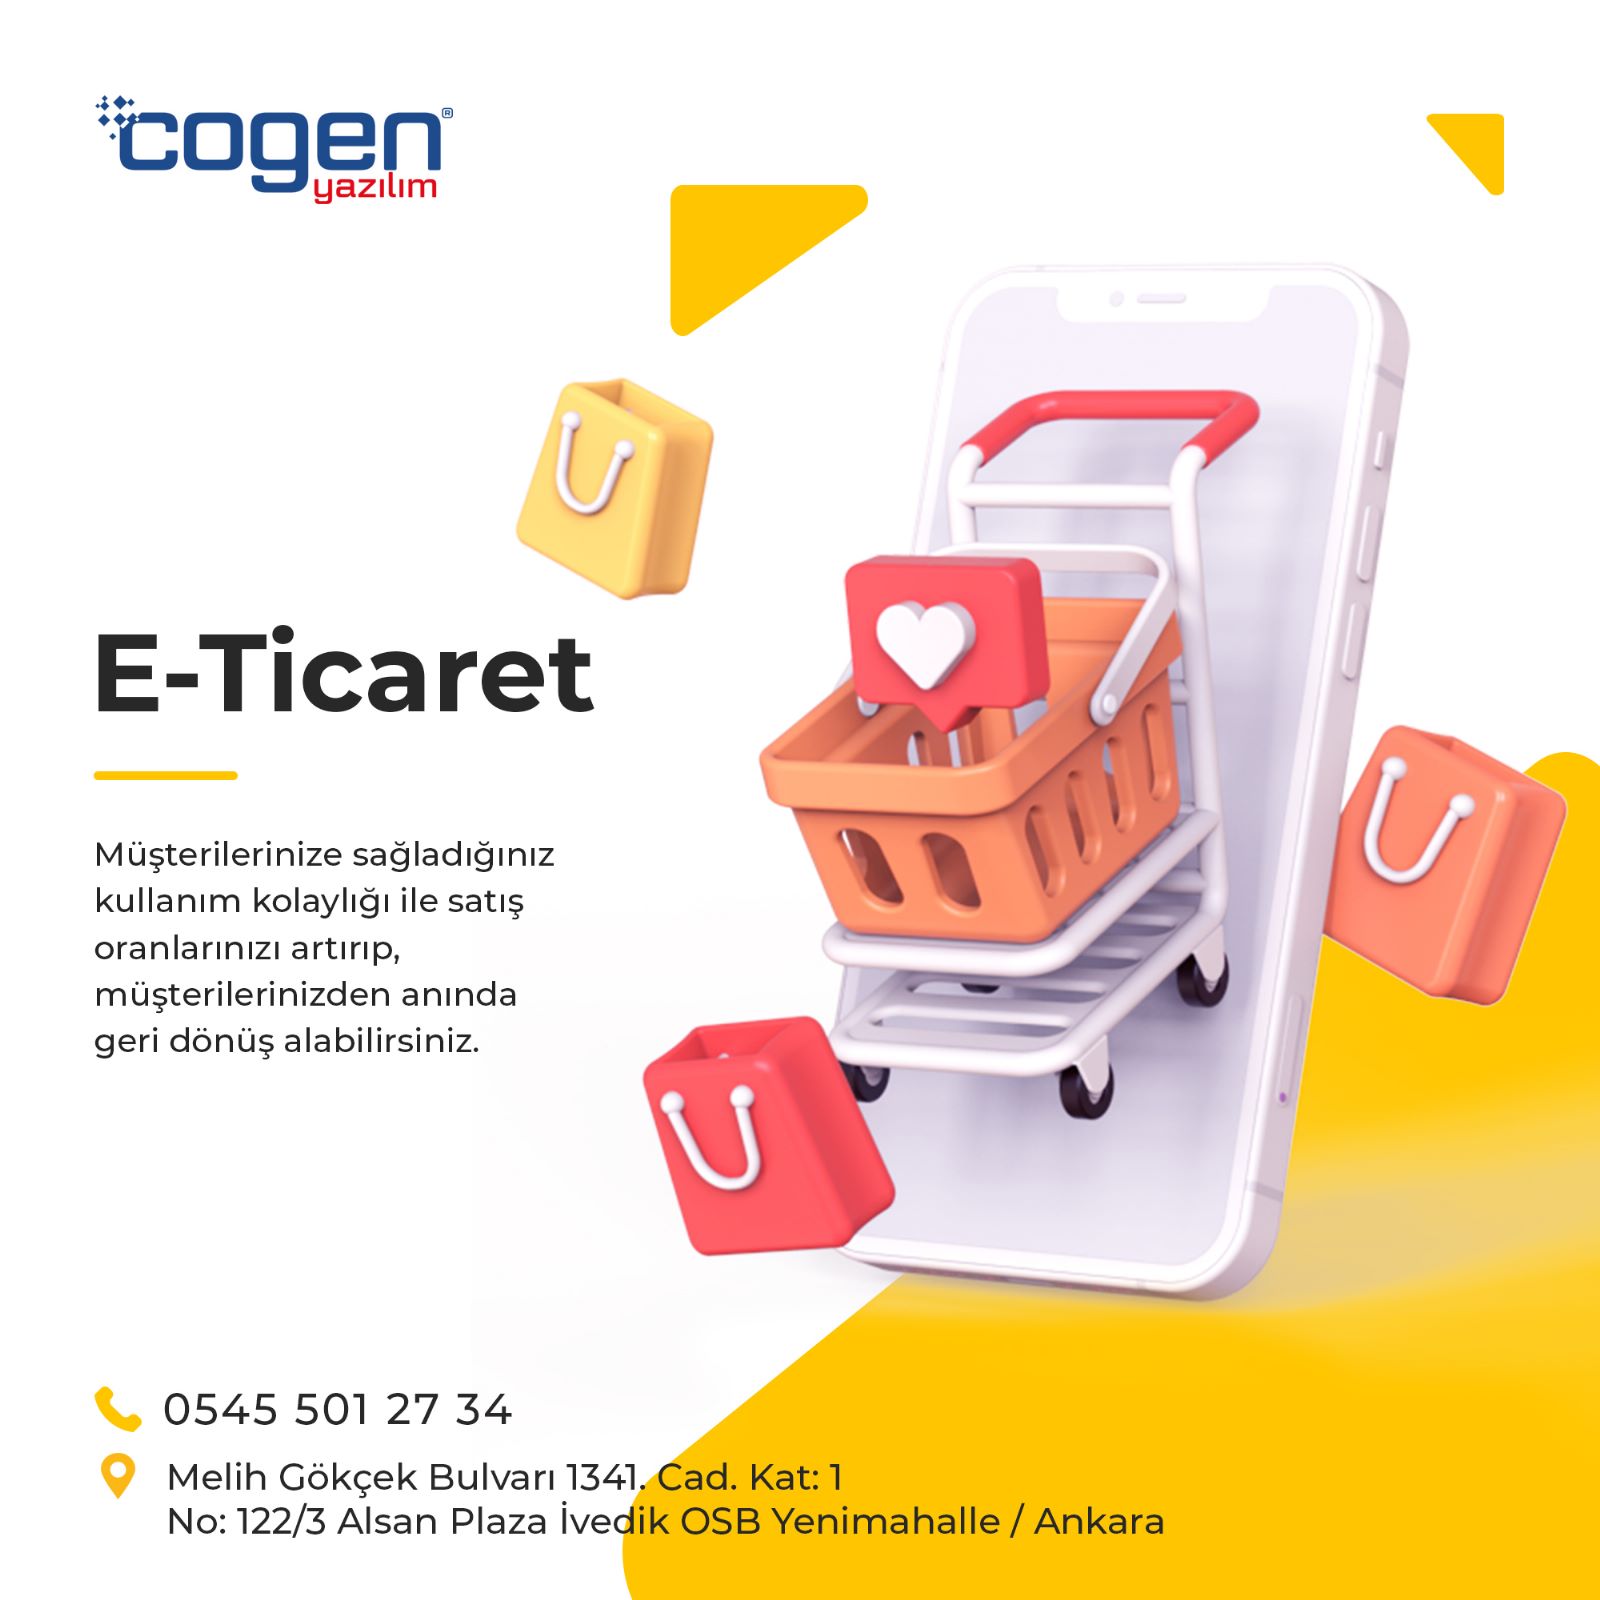 cogen®
yazılım
E-Ticaret
Müşterilerinize sağladığınız
kullanım kolaylığı ile satış
oranlarınızı artırıp,
müşterilerinizden anında
geri dönüş alabilirsiniz.
0545 501 27 34
Melih Gökçek Bulvarı 1341. Cad. Kat: 1
No: 122/3 Alsan Plaza İvedik OSB Yenimahalle / Ankara